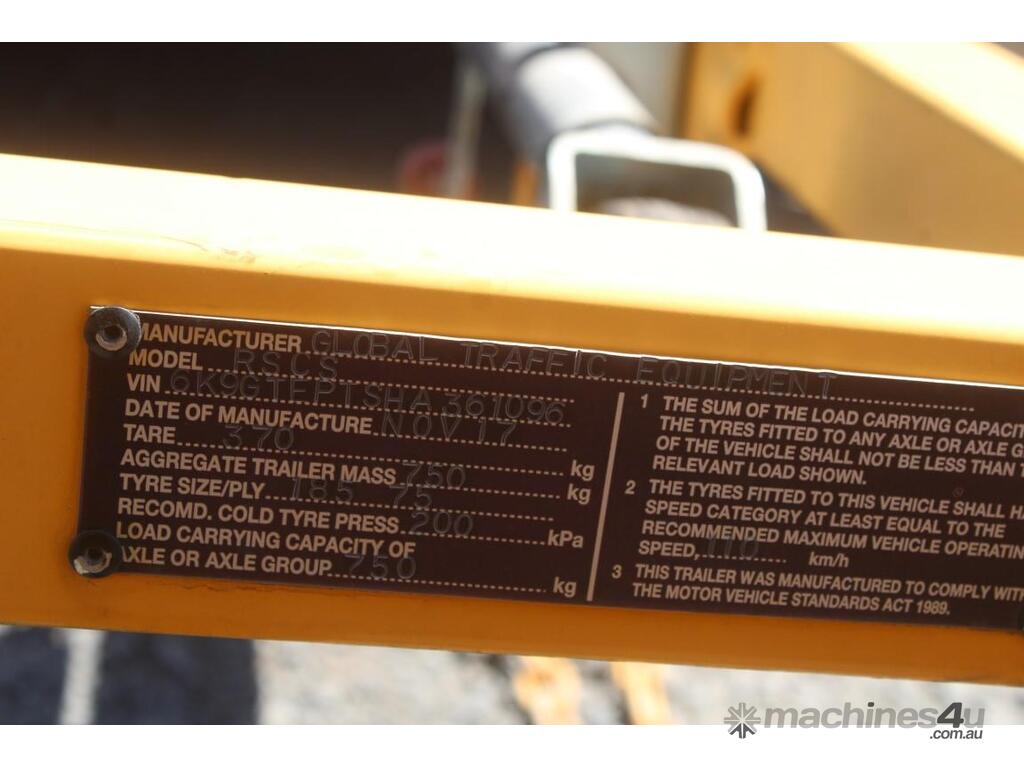 MANUFACTURER GLOBAL TRAFFIC EQUIPMENT
MODEL RSCS
VIN 6K9GTEPTSHA361096
DATE OF MANUFACTURE NOV 17
TARE 370 kg
AGGREGATE TRAILER MASS 750 kg
TYRE SIZE/PLY 185 75
RECOMD. COLD TYRE PRESS. 200 kPa
LOAD CARRYING CAPACITY OF
AXLE OR AXLE GROUP 750 kg
1 THE SUM OF THE LOAD CARRYING CAPACIT
THE TYRES FITTED TO ANY AXLE OR AXLE G
OF THE VEHICLE SHALL NOT BE LESS THAN T
RELEVANT LOAD SHOWN.
2 THE TYRES FITTED TO THIS VEHICLE SHALL HA
SPEED CATEGORY AT LEAST EQUAL TO THE
RECOMMENDED MAXIMUM VEHICLE OPERATIN
SPEED, 110 km/h
3 THIS TRAILER WAS MANUFACTURED TO COMPLY WITH
THE MOTOR VEHICLE STANDARDS ACT 1989.
machines4u
.com.au